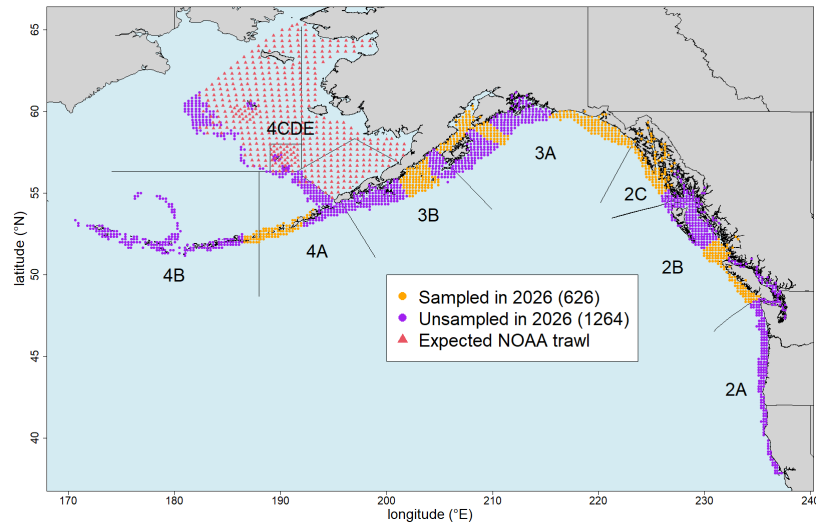 65
60
55
50
45
40
latitude (°N)
4CDE
3A
2C
3B
4A
4B
2B
2A
Sampled in 2026 (626)
Unsampled in 2026 (1264)
Expected NOAA trawl
170
180
190
200
210
220
230
240
longitude (°E)